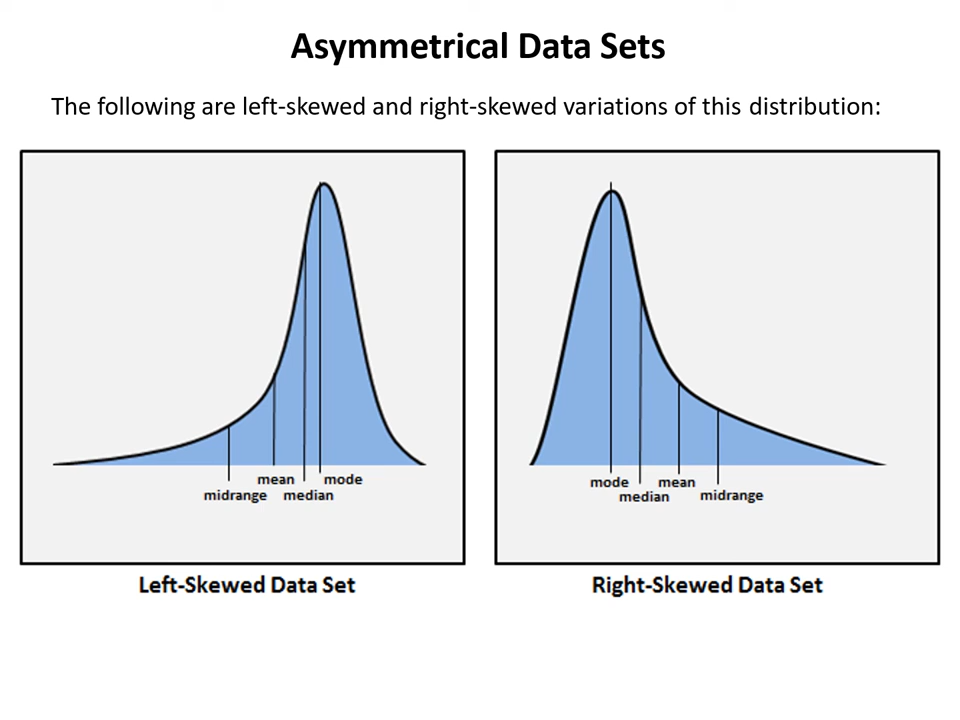 Asymmetrical Data Sets
The following are left-skewed and right-skewed variations of this distribution:
mean mode
midrange median
Left-Skewed Data Set
mode mean
median midrange
Right-Skewed Data Set